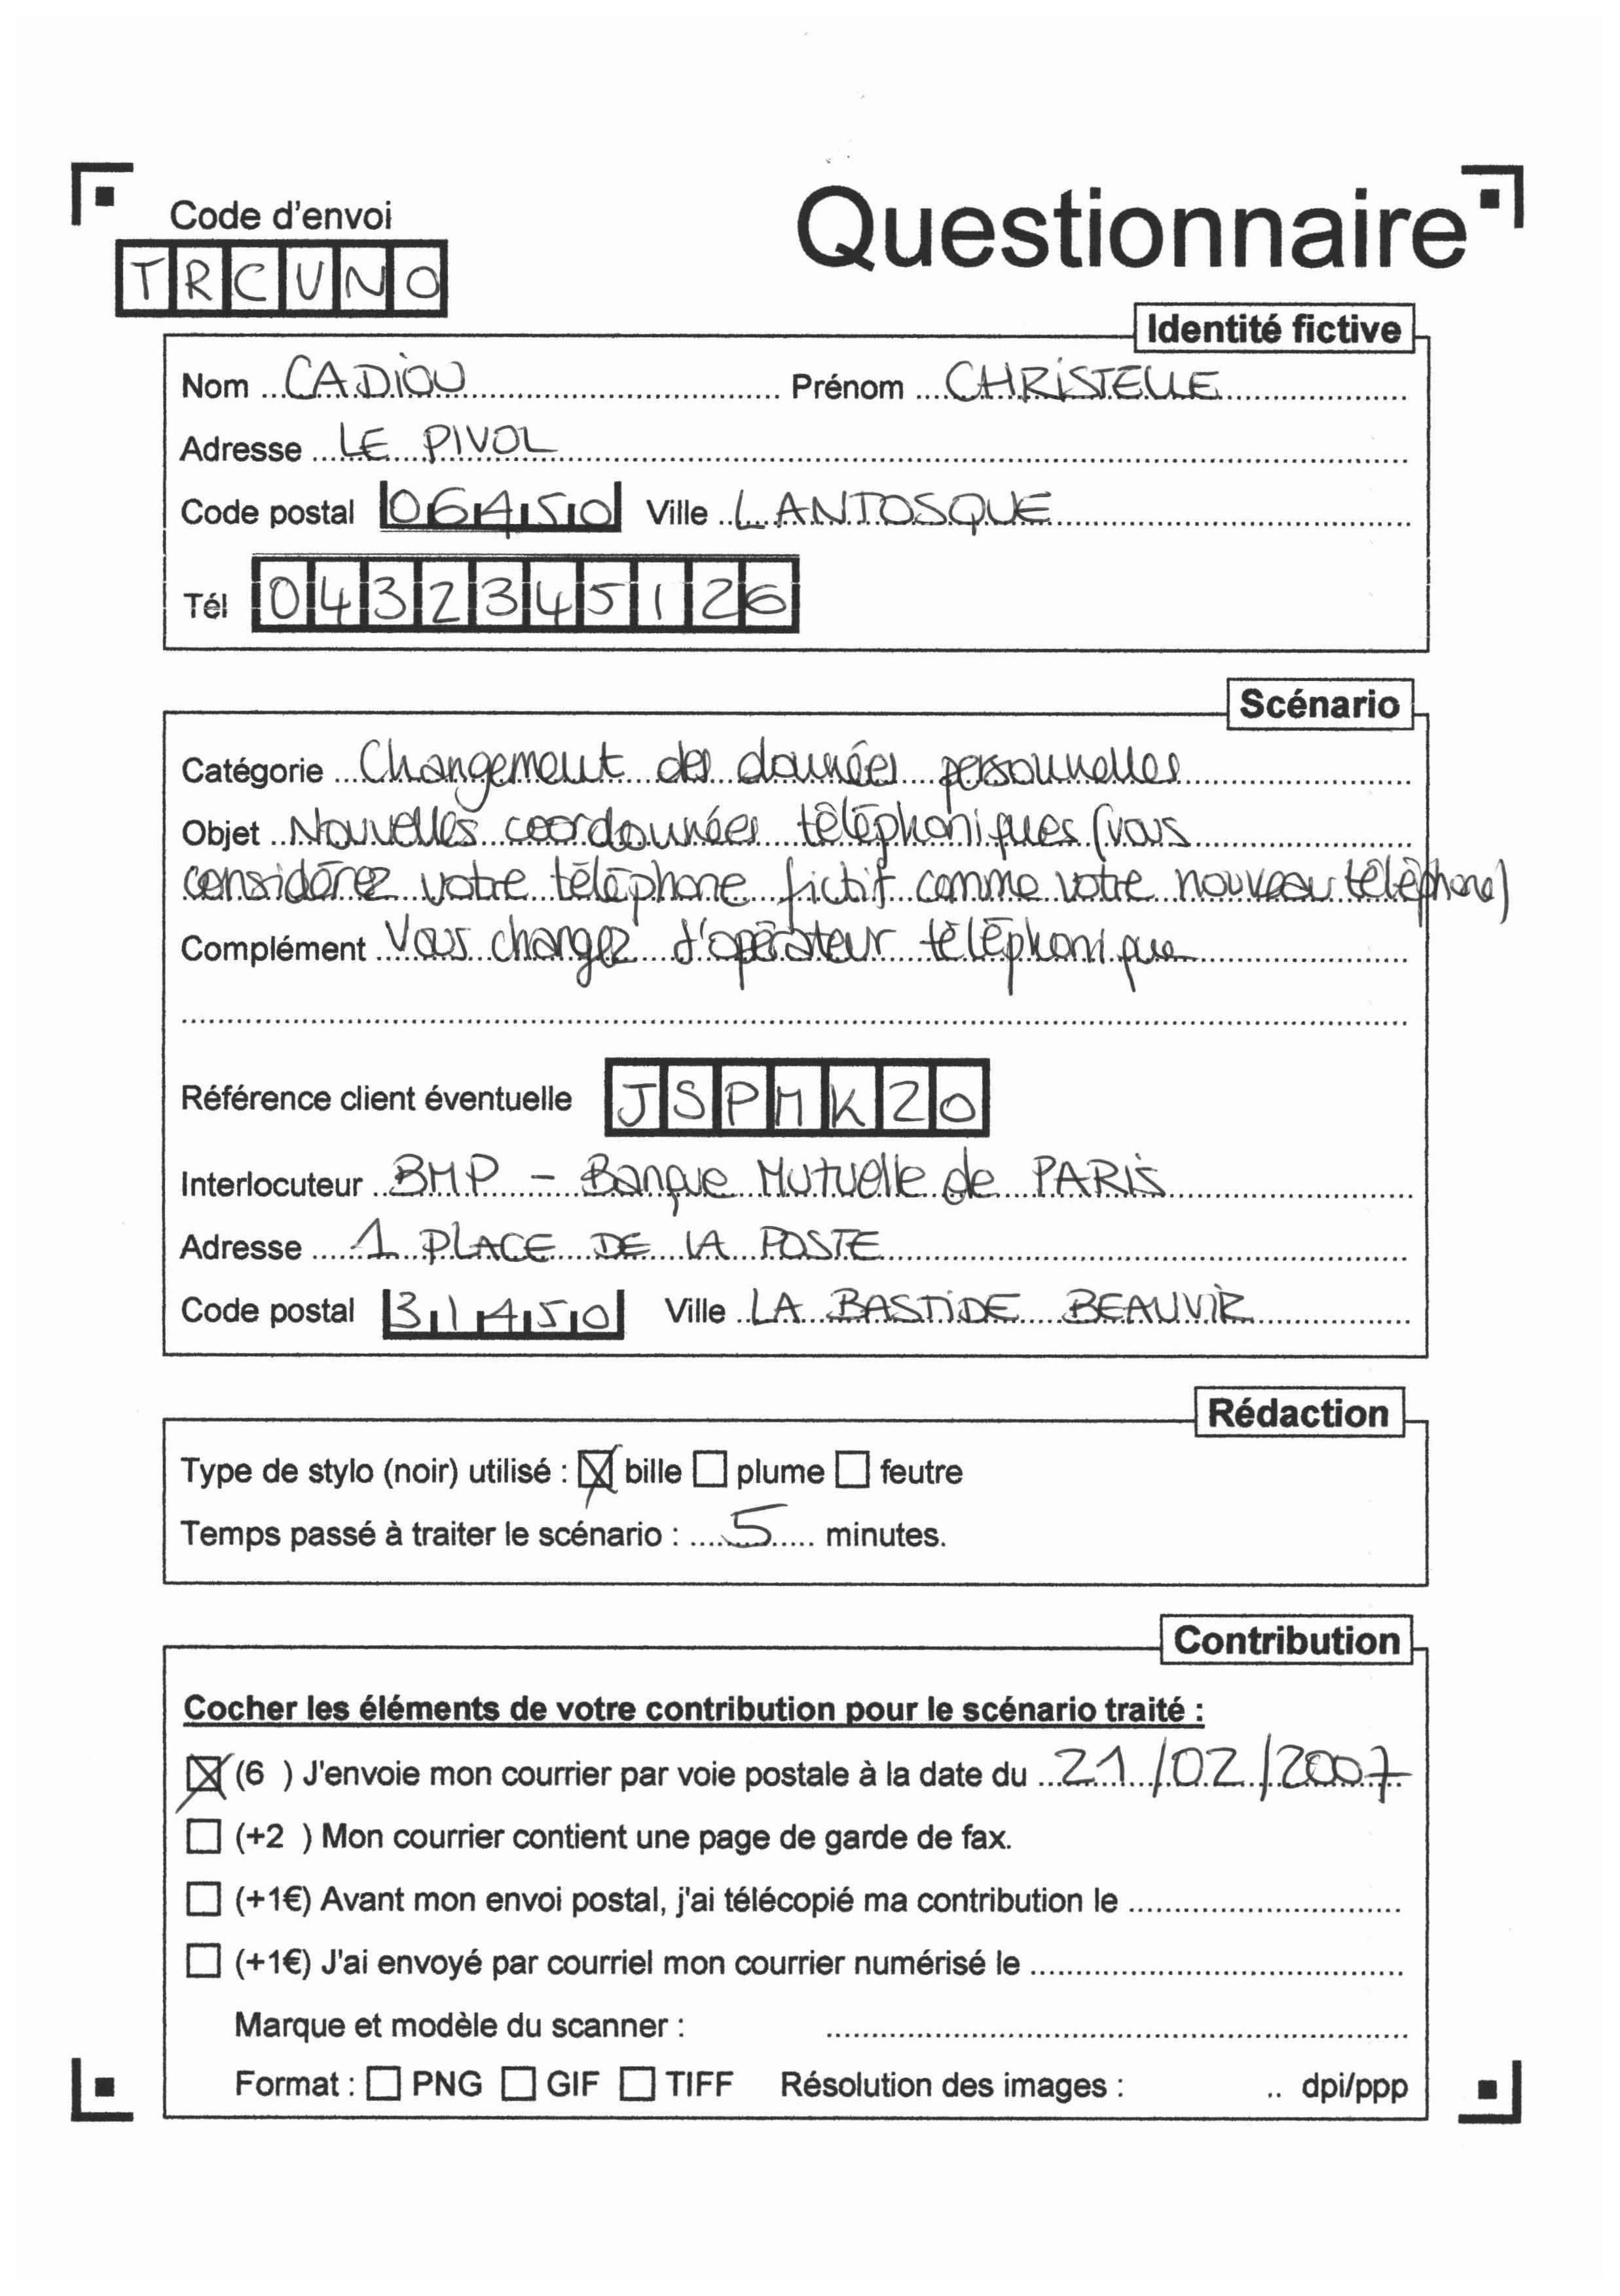 Code d'envoi
Questionnaire
TRCUNO
Identité fictive
Nom CADIOU Prénom CHRISTELLE
Adresse LE PIVOL
Code postal 06450 Ville LANTOSQUE
Tél 0432345126
Scénario
Catégorie Changement des données personnelles
Objet Nouvelles coordonnées téléphoniques (vous
considérez votre téléphone fictif comme votre nouveau téléphone)
Complément Vous changez d'opérateur téléphonique
Référence client éventuelle JSPMK20
Interlocuteur BMP - Banque Mutuelle de PARIS
Adresse 1 PLACE DE LA POSTE
Code postal 31450 Ville LA BASTIDE BEAUVIR
Rédaction
Type de stylo (noir) utilisé : ☒ bille ☐ plume ☐ feutre
Temps passé à traiter le scénario : 5 minutes.
Contribution
Cocher les éléments de votre contribution pour le scénario traité :
☒ (6 ) J'envoie mon courrier par voie postale à la date du 21/02/2007
☐ (+2 ) Mon courrier contient une page de garde de fax.
☐ (+1€) Avant mon envoi postal, j'ai télécopié ma contribution le
☐ (+1€) J'ai envoyé par courriel mon courrier numérisé le
Marque et modèle du scanner :
Format : ☐ PNG ☐ GIF ☐ TIFF Résolution des images : .. dpi/ppp